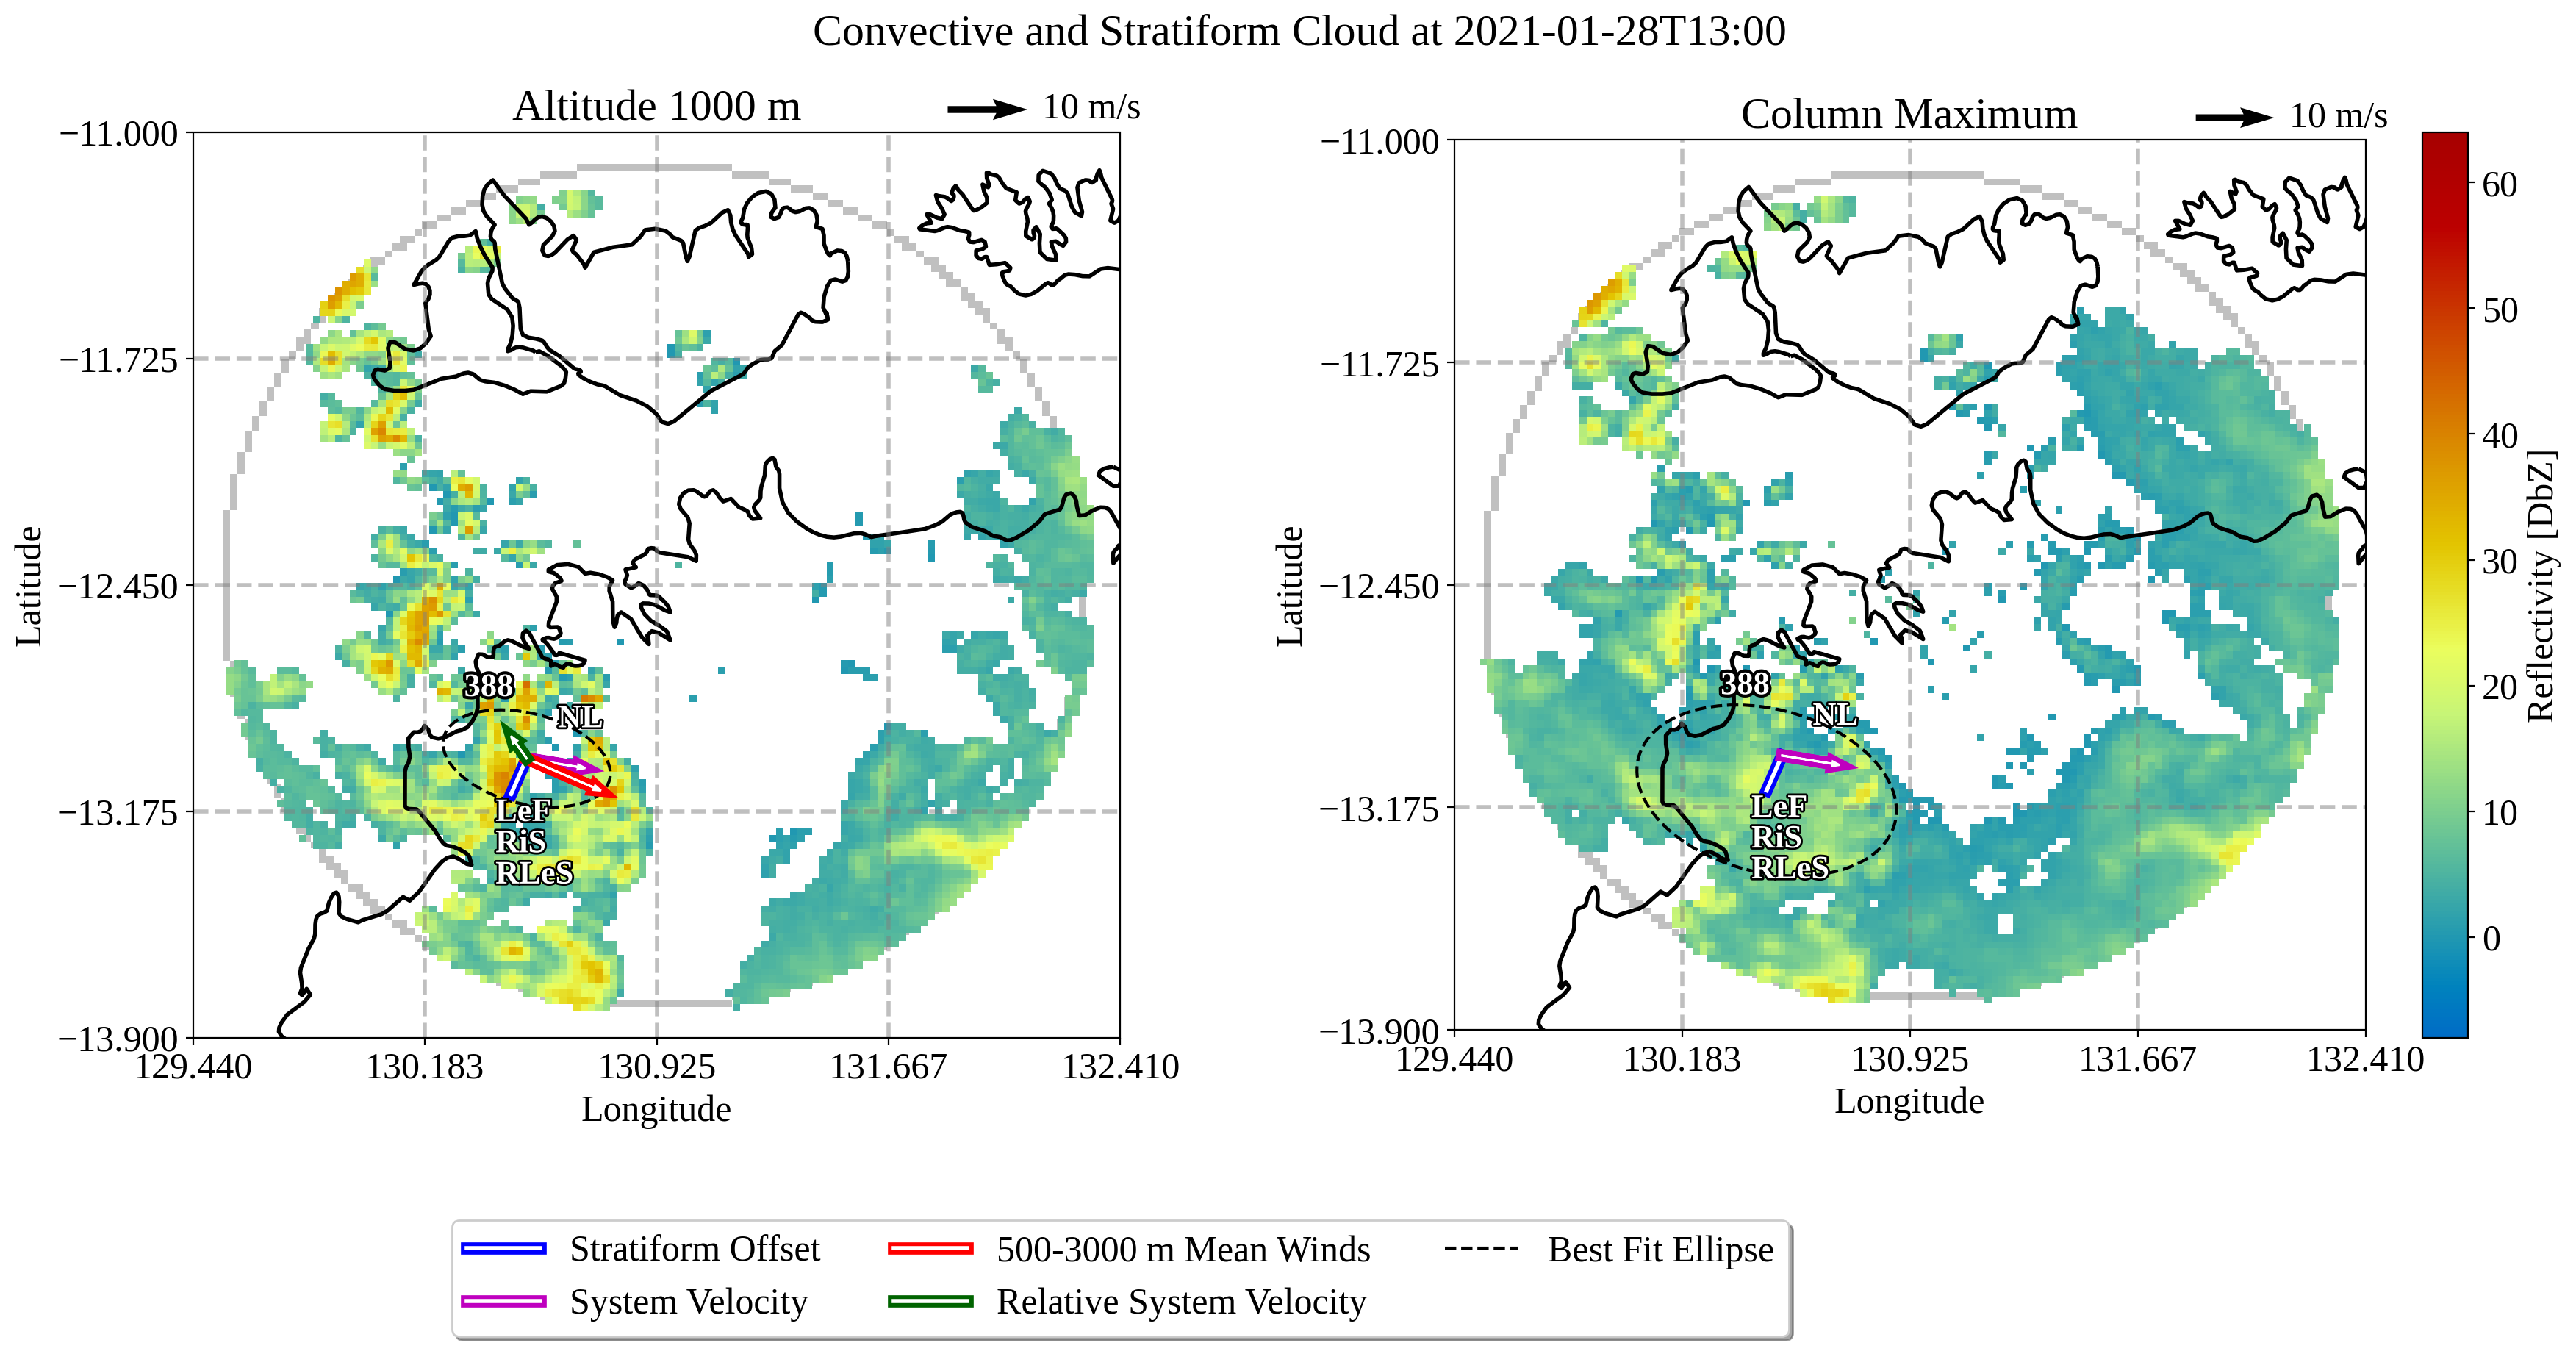 Convective and Stratiform Cloud at 2021-01-28T13:00
Altitude 1000 m
10 m/s
−11.000
−11.725
−12.450
−13.175
−13.900
Latitude
129.440
130.183
130.925
131.667
132.410
Longitude
388
NL
LeF
RiS
RLeS
Column Maximum
10 m/s
−11.000
−11.725
−12.450
−13.175
−13.900
Latitude
129.440
130.183
130.925
131.667
132.410
Longitude
388
NL
LeF
RiS
RLeS
60
50
40
30
20
10
0
Reflectivity [DbZ]
Stratiform Offset
System Velocity
500-3000 m Mean Winds
Relative System Velocity
Best Fit Ellipse